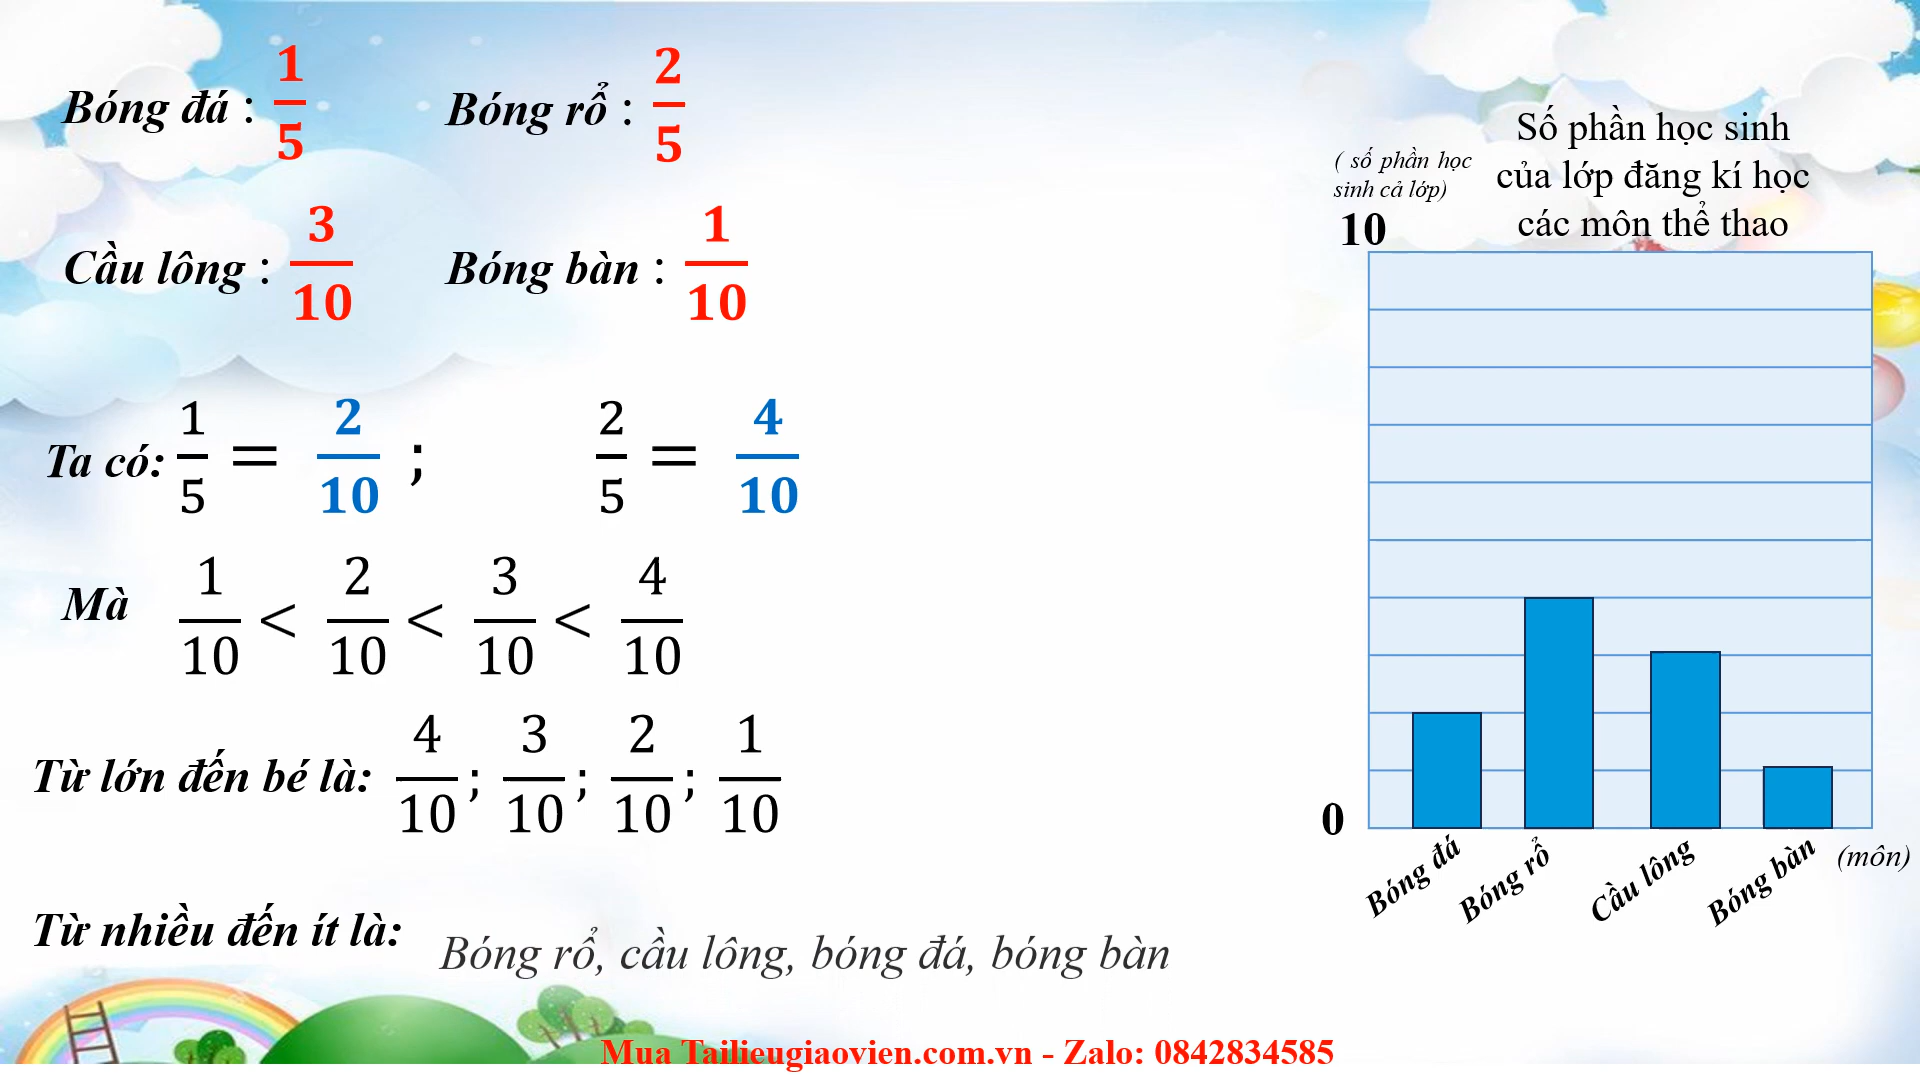 Bóng đá : 1/5 Bóng rổ : 2/5
Cầu lông : 3/10 Bóng bàn : 1/10
Ta có: 1/5 = 2/10 ; 2/5 = 4/10
Mà 1/10 < 2/10 < 3/10 < 4/10
Từ lớn đến bé là: 4/10 ; 3/10 ; 2/10 ; 1/10
Từ nhiều đến ít là: Bóng rổ, cầu lông, bóng đá, bóng bàn
Số phần học sinh
của lớp đăng kí học
các môn thể thao
( số phần học
sinh cả lớp)
10
0
Bóng đá
Bóng rổ
Cầu lông
Bóng bàn
(môn)
Mua Tailieugiaovien.com.vn - Zalo: 0842834585